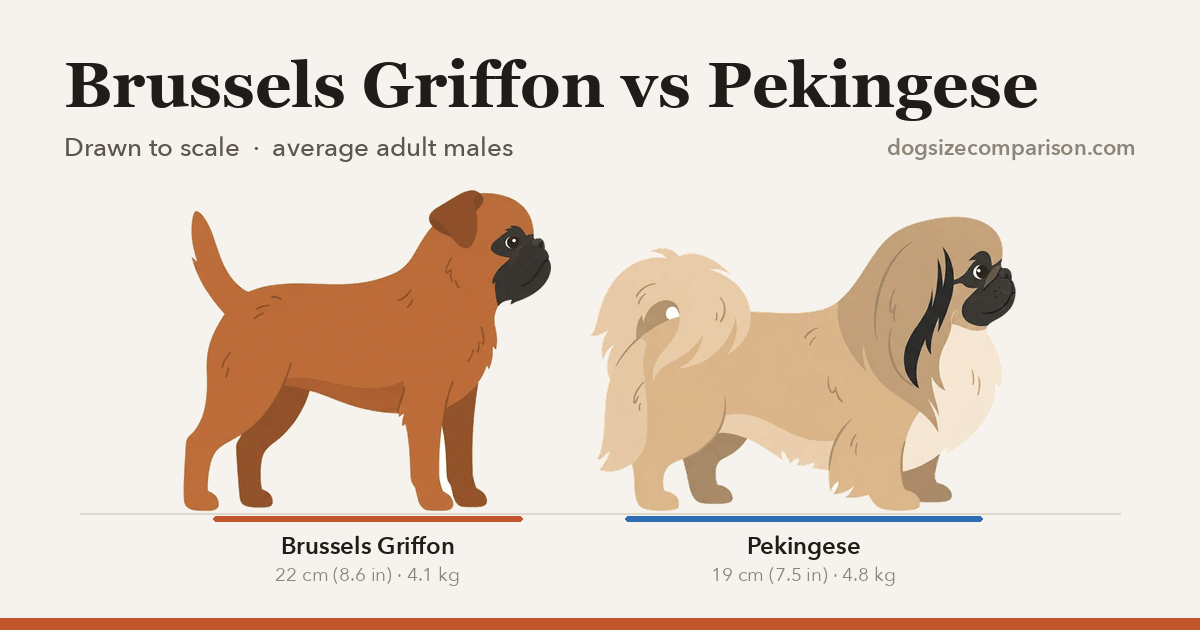 Brussels Griffon vs Pekingese
Drawn to scale · average adult males
dogsizecomparison.com
Brussels Griffon
22 cm (8.6 in) · 4.1 kg
Pekingese
19 cm (7.5 in) · 4.8 kg